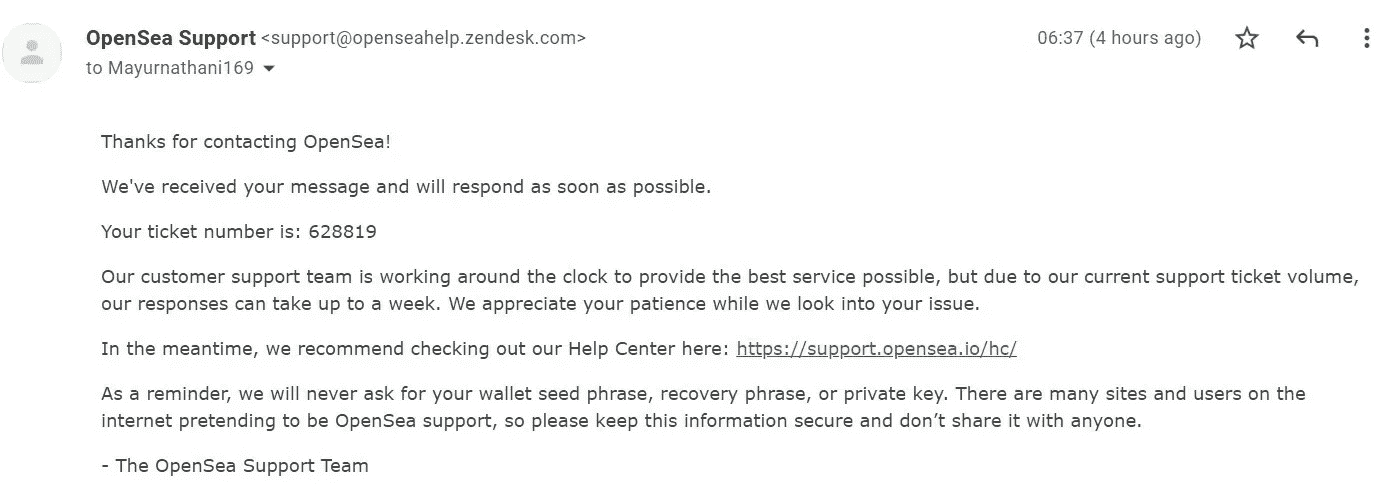 OpenSea Support <support@openseahelp.zendesk.com> 06:37 (4 hours ago)
to Mayurnathani169
Thanks for contacting OpenSea!
We've received your message and will respond as soon as possible.
Your ticket number is: 628819
Our customer support team is working around the clock to provide the best service possible, but due to our current support ticket volume,
our responses can take up to a week. We appreciate your patience while we look into your issue.
In the meantime, we recommend checking out our Help Center here: https://support.opensea.io/hc/
As a reminder, we will never ask for your wallet seed phrase, recovery phrase, or private key. There are many sites and users on the
internet pretending to be OpenSea support, so please keep this information secure and don’t share it with anyone.
- The OpenSea Support Team